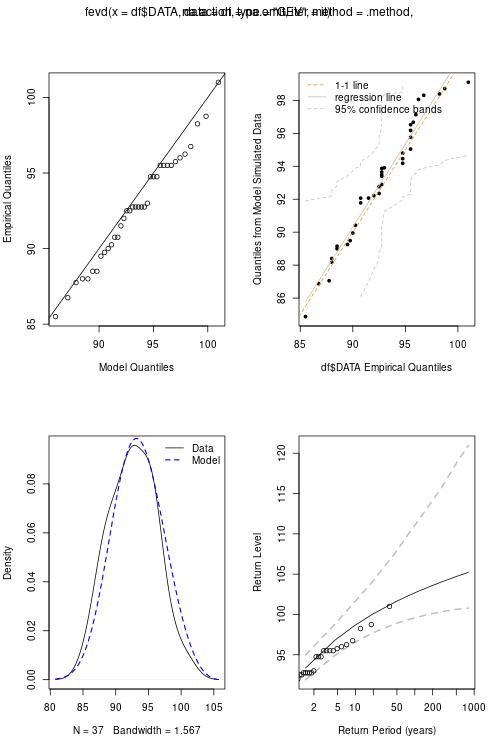 fevd(x = df$DATA, data = df, type = "GEV", method = .method,
85
90
95
100
90
95
100
Empirical Quantiles
Model Quantiles
1-1 line
regression line
95% confidence bands
86
88
90
92
94
96
98
85
90
95
100
Quantiles from Model Simulated Data
df$DATA Empirical Quantiles
Data
Model
0.00
0.02
0.04
0.06
0.08
80
85
90
95
100
105
Density
N = 37 Bandwidth = 1.567
95
100
105
110
115
120
2
5
10
50
200
1000
Return Level
Return Period (years)